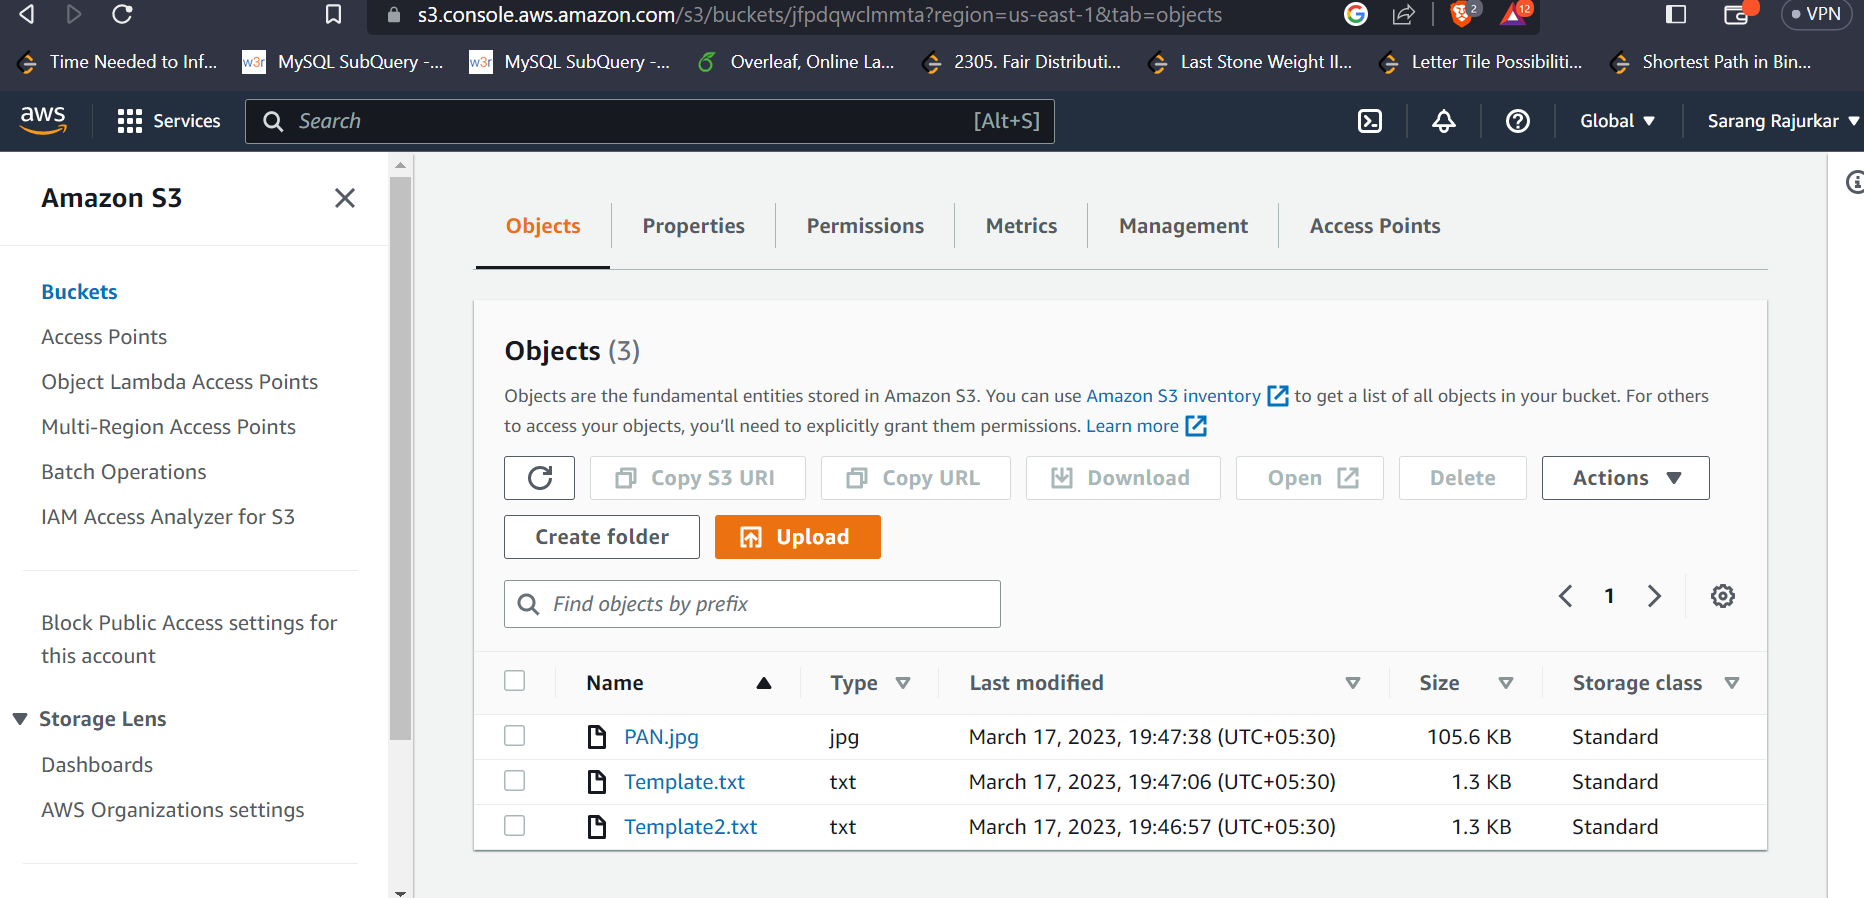 s3.console.aws.amazon.com/s3/buckets/jfpdqwclmmta?region=us-east-1&tab=objects
2
12
VPN
Time Needed to Inf...
w3r
MySQL SubQuery -...
w3r
MySQL SubQuery -...
Overleaf, Online La...
2305. Fair Distributi...
Last Stone Weight II...
Letter Tile Possibiliti...
Shortest Path in Bin...
aws
Services
Search
[Alt+S]
Global
Sarang Rajurkar
Amazon S3
Buckets
Access Points
Object Lambda Access Points
Multi-Region Access Points
Batch Operations
IAM Access Analyzer for S3
Block Public Access settings for
this account
Storage Lens
Dashboards
AWS Organizations settings
Objects
Properties
Permissions
Metrics
Management
Access Points
Objects (3)
Objects are the fundamental entities stored in Amazon S3. You can use Amazon S3 inventory to get a list of all objects in your bucket. For others
to access your objects, you'll need to explicitly grant them permissions. Learn more
Copy S3 URI
Copy URL
Download
Open
Delete
Actions
Create folder
Upload
Find objects by prefix
1
Name Type Last modified Size Storage class
PAN.jpg jpg March 17, 2023, 19:47:38 (UTC+05:30) 105.6 KB Standard
Template.txt txt March 17, 2023, 19:47:06 (UTC+05:30) 1.3 KB Standard
Template2.txt txt March 17, 2023, 19:46:57 (UTC+05:30) 1.3 KB Standard